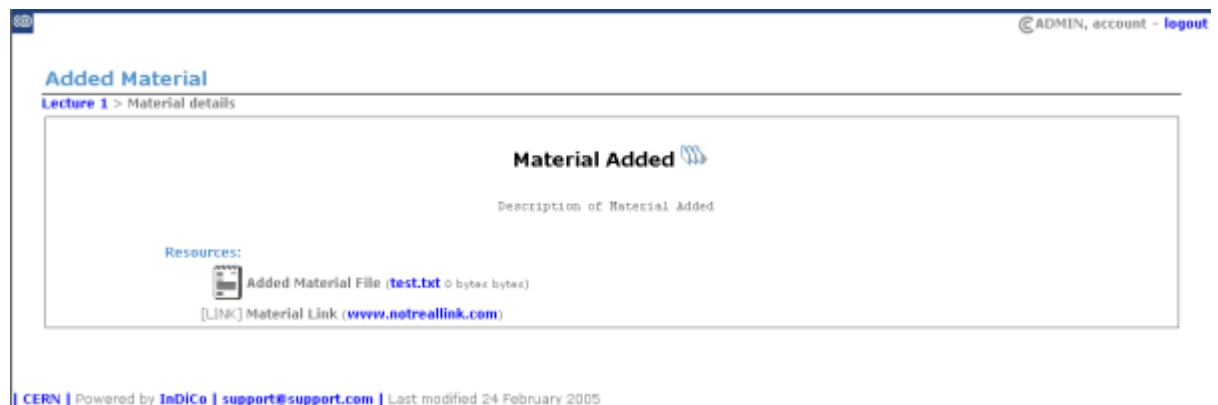 ADMIN, account - logout
Added Material
Lecture 1 > Material details
Material Added
Description of Material Added
Resources:
Added Material File (test.txt 0 bytes bytes)
[LINK] Material Link (www.notreallink.com)
| CERN | Powered by InDiCo | support@support.com | Last modified 24 February 2005